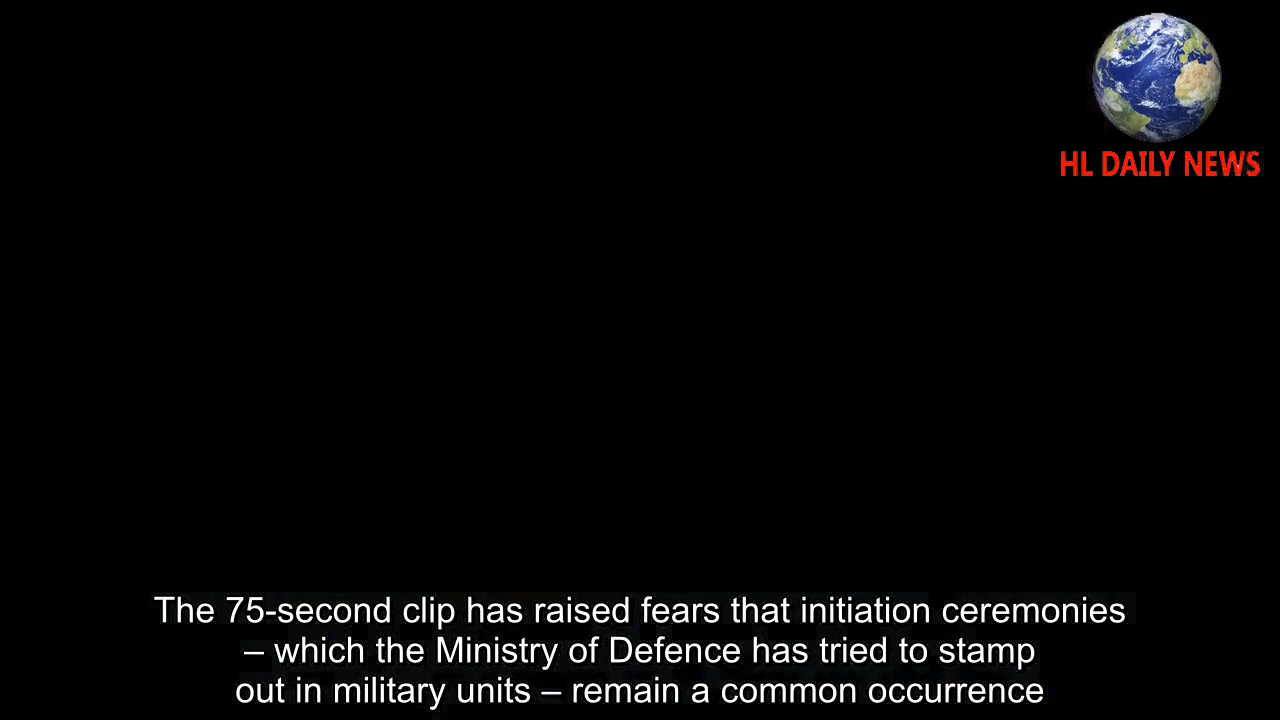 HL DAILY NEWS
The 75-second clip has raised fears that initiation ceremonies
– which the Ministry of Defence has tried to stamp
out in military units – remain a common occurrence